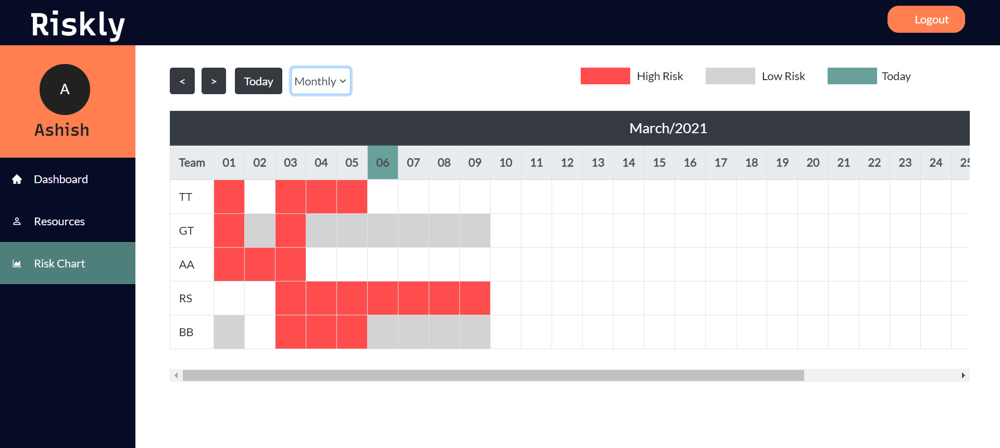 Riskly
Logout
A
Ashish
Dashboard
Resources
Risk Chart
< > Today Monthly
High Risk Low Risk Today
March/2021
Team 01 02 03 04 05 06 07 08 09 10 11 12 13 14 15 16 17 18 19 20 21 22 23 24 25
TT
GT
AA
RS
BB